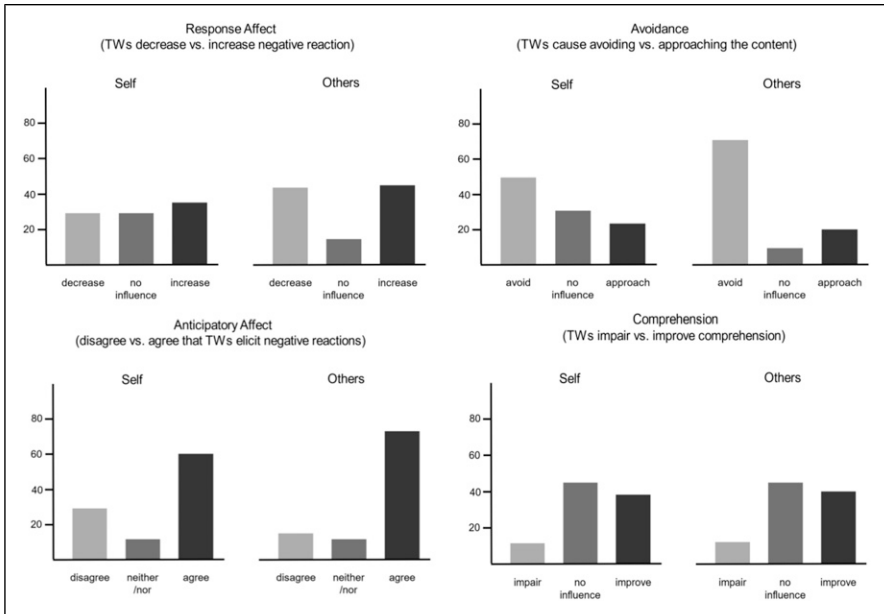 Response Affect
(TWs decrease vs. increase negative reaction)
Self
Others
80
60
40
20
decrease
no
influence
increase
decrease
no
influence
increase
Avoidance
(TWs cause avoiding vs. approaching the content)
Self
Others
80
60
40
20
avoid
no
influence
approach
avoid
no
influence
approach
Anticipatory Affect
(disagree vs. agree that TWs elicit negative reactions)
Self
Others
80
60
40
20
disagree
neither
/nor
agree
disagree
neither
/nor
agree
Comprehension
(TWs impair vs. improve comprehension)
Self
Others
80
60
40
20
impair
no
influence
improve
impair
no
influence
improve